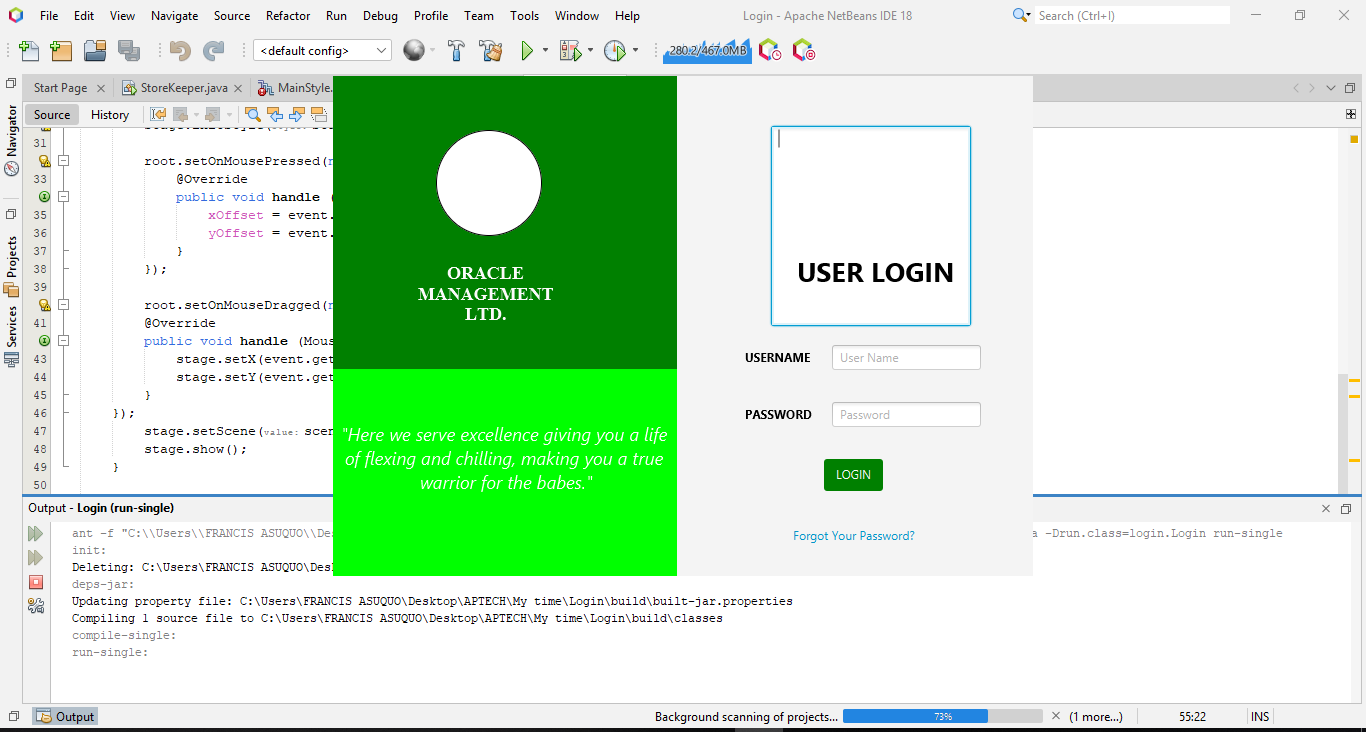 File Edit View Navigate Source Refactor Run Debug Profile Team Tools Window Help
Login - Apache NetBeans IDE 18
Search (Ctrl+I)
<default config>
280.2/467.0MB
Start Page
StoreKeeper.java
MainStyle.
Source History
Navigator
Projects
Services
31
root.setOnMousePressed(
33 @Override
public void handle (
35 xOffset = event.
36 yOffset = event.
37 }
38 });
39
root.setOnMouseDragged(
41 @Override
public void handle (Mou
43 stage.setX(event.get
44 stage.setY(event.get
45 }
46 });
47 stage.setScene(value: scen
48 stage.show();
49 }
50
ORACLE
MANAGEMENT
LTD.
"Here we serve excellence giving you a life
of flexing and chilling, making you a true
warrior for the babes."
USER LOGIN
USERNAME User Name
PASSWORD Password
LOGIN
Forgot Your Password?
Output - Login (run-single)
ant -f "C:\\Users\\FRANCIS ASUQUO\\De -Drun.class=login.Login run-single
init:
Deleting: C:\Users\FRANCIS ASUQUO\Des
deps-jar:
Updating property file: C:\Users\FRANCIS ASUQUO\Desktop\APTECH\My time\Login\build\built-jar.properties
Compiling 1 source file to C:\Users\FRANCIS ASUQUO\Desktop\APTECH\My time\Login\build\classes
compile-single:
run-single:
Output
Background scanning of projects... 73% (1 more...) 55:22 INS